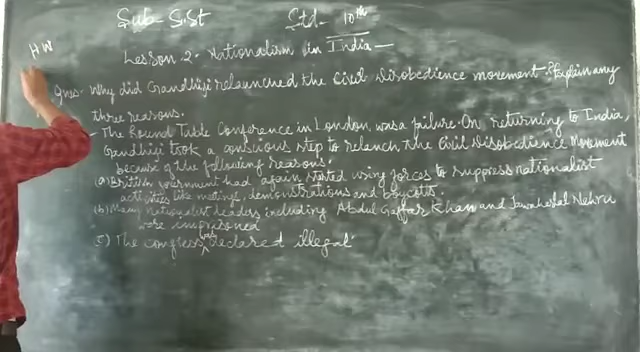 Sub- S.St Std- 10th
HW
Lesson 2- Nationalism in India —
Ques- Why did Gandhiji relaunched the Civil Disobedience movement? Explain any
three reasons.
The Round Table Conference in London, was a failure. On returning to India,
Gandhiji took a conscious step to relaunch the Civil Disobedience Movement
because of the following reasons.
(a) British government had again started using forces to suppress nationalist
activities like meetings, demonstrations and boycotts.
(b) Many nationalist leaders including Abdul Gaffar Khan and Jawaharlal Nehru
were imprisoned
(c) The congress was declared illegal